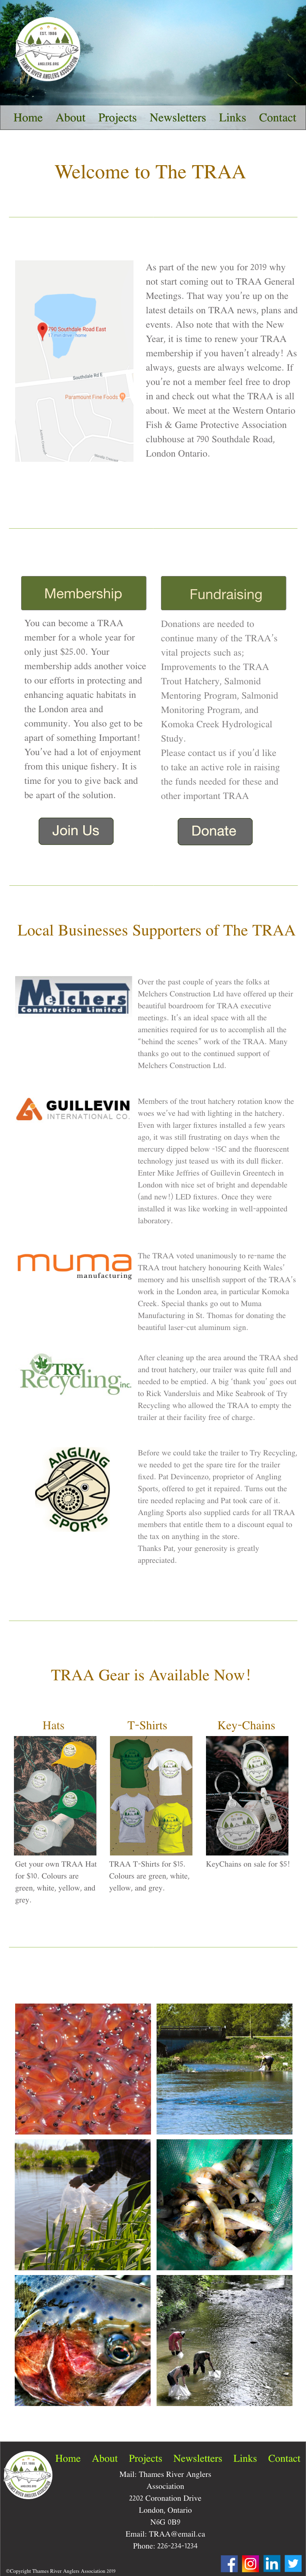 EST. 1986
ANGLERS.ORG
THAMES RIVER ANGLERS ASSOCIATION
Home About Projects Newsletters Links Contact
Welcome to The TRAA
790 Southdale Road East
Southdale Rd E
Paramount Fine Foods
As part of the new you for 2019 why
not start coming out to TRAA General
Meetings. That way you're up on the
latest details on TRAA news, plans and
events. Also note that with the New
Year, it is time to renew your TRAA
membership if you haven't already! As
always, guests are always welcome. If
you're not a member feel free to drop
in and check out what the TRAA is all
about. We meet at the Western Ontario
Fish & Game Protective Association
clubhouse at 790 Southdale Road,
London Ontario.
Membership
You can become a TRAA
member for a whole year for
only just $25.00. Your
membership adds another voice
to our efforts in protecting and
enhancing aquatic habitats in
the London area and
community. You also get to be
apart of something Important!
You've had a lot of enjoyment
from this unique fishery. It is
time for you to give back and
be apart of the solution.
Join Us
Fundraising
Donations are needed to
continue many of the TRAA's
vital projects such as;
Improvements to the TRAA
Trout Hatchery, Salmonid
Mentoring Program, Salmonid
Monitoring Program, and
Komoka Creek Hydrological
Study.
Please contact us if you'd like
to take an active role in raising
the funds needed for these and
other important TRAA
Donate
Local Businesses Supporters of The TRAA
Melchers
Construction Limited
Over the past couple of years the folks at
Melchers Construction Ltd have offered up their
beautiful boardroom for TRAA executive
meetings. It's an ideal space with all the
amenities required for us to accomplish all the
"behind the scenes" work of the TRAA. Many
thanks go out to the continued support of
Melchers Construction Ltd.
GUILLEVIN
INTERNATIONAL CO.
Members of the trout hatchery rotation know the
woes we've had with lighting in the hatchery.
Even with larger fixtures installed a few years
ago, it was still frustrating on days when the
mercury dipped below -15C and the fluorescent
technology just teased us with its dull flicker.
Enter Mike Jeffries of Guillevin Greentech in
London with nice set of bright and dependable
(and new!) LED fixtures. Once they were
installed it was like working in well-appointed
laboratory.
muma
manufacturing
The TRAA voted unanimously to re-name the
TRAA trout hatchery honouring Keith Wales'
memory and his unselfish support of the TRAA's
work in the London area, in particular Komoka
Creek. Special thanks go out to Muma
Manufacturing in St. Thomas for donating the
beautiful laser-cut aluminum sign.
TRY
Recycling inc.
After cleaning up the area around the TRAA shed
and trout hatchery, our trailer was quite full and
needed to be emptied. A big 'thank you' goes out
to Rick Vandersluis and Mike Seabrook of Try
Recycling who allowed the TRAA to empty the
trailer at their facility free of charge.
ANGLING
SPORTS
Before we could take the trailer to Try Recycling,
we needed to get the spare tire for the trailer
fixed. Pat Devincenzo, proprietor of Angling
Sports, offered to get it repaired. Turns out the
tire needed replacing and Pat took care of it.
Angling Sports also supplied cards for all TRAA
members that entitle them to a discount equal to
the tax on anything in the store.
Thanks Pat, your generosity is greatly
appreciated.
TRAA Gear is Available Now!
Hats
Get your own TRAA Hat
for $10. Colours are
green, white, yellow, and
grey.
T-Shirts
TRAA T-Shirts for $15.
Colours are green, white,
yellow, and grey.
Key-Chains
KeyChains on sale for $5!
Home About Projects Newsletters Links Contact
EST. 1986
ANGLERS.ORG
THAMES RIVER ANGLERS ASSOCIATION
Mail: Thames River Anglers
Association
2202 Coronation Drive
London, Ontario
N6G 0B9
Email: TRAA@email.ca
Phone: 226-234-1234
©Copyright Thames River Anglers Association 2019